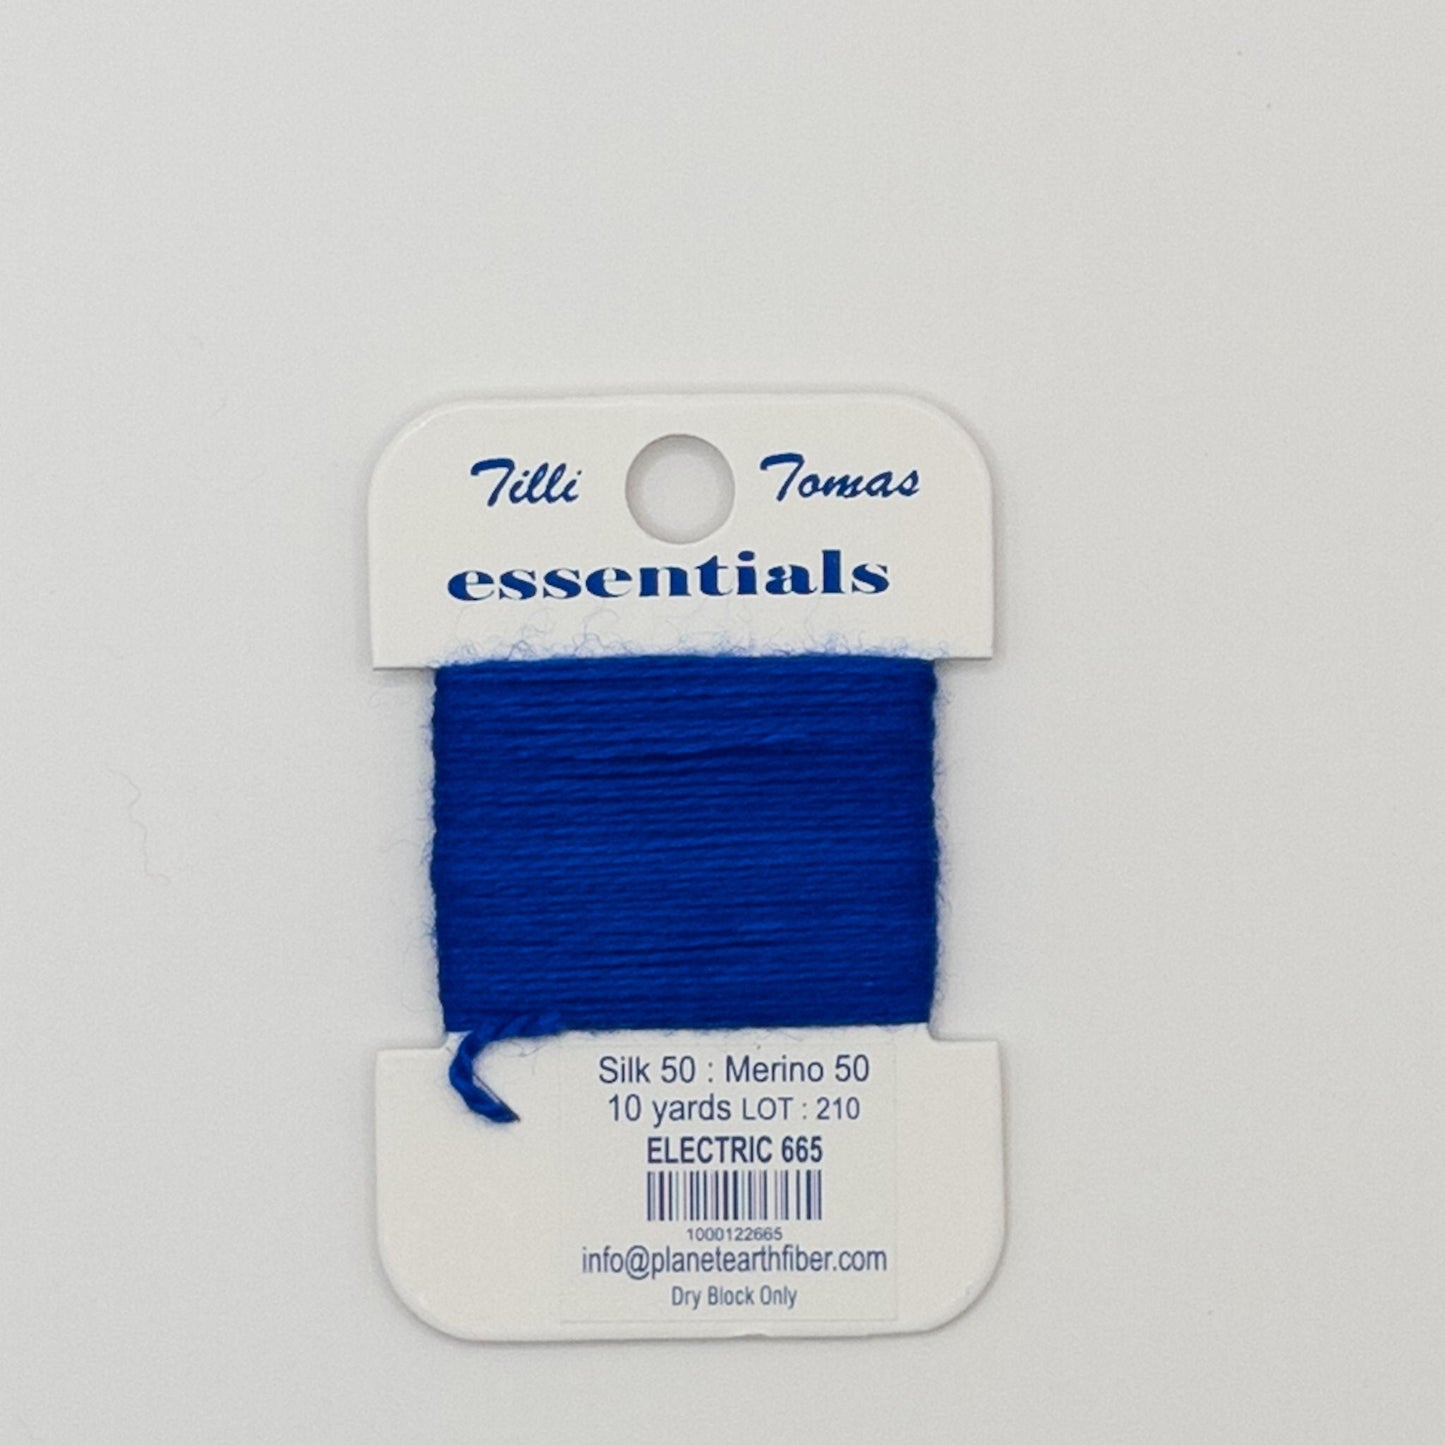 Tilli Tomas
essentials
Silk 50 : Merino 50
10 yards LOT : 210
ELECTRIC 665
1000122665
info@planetearthfiber.com
Dry Block Only